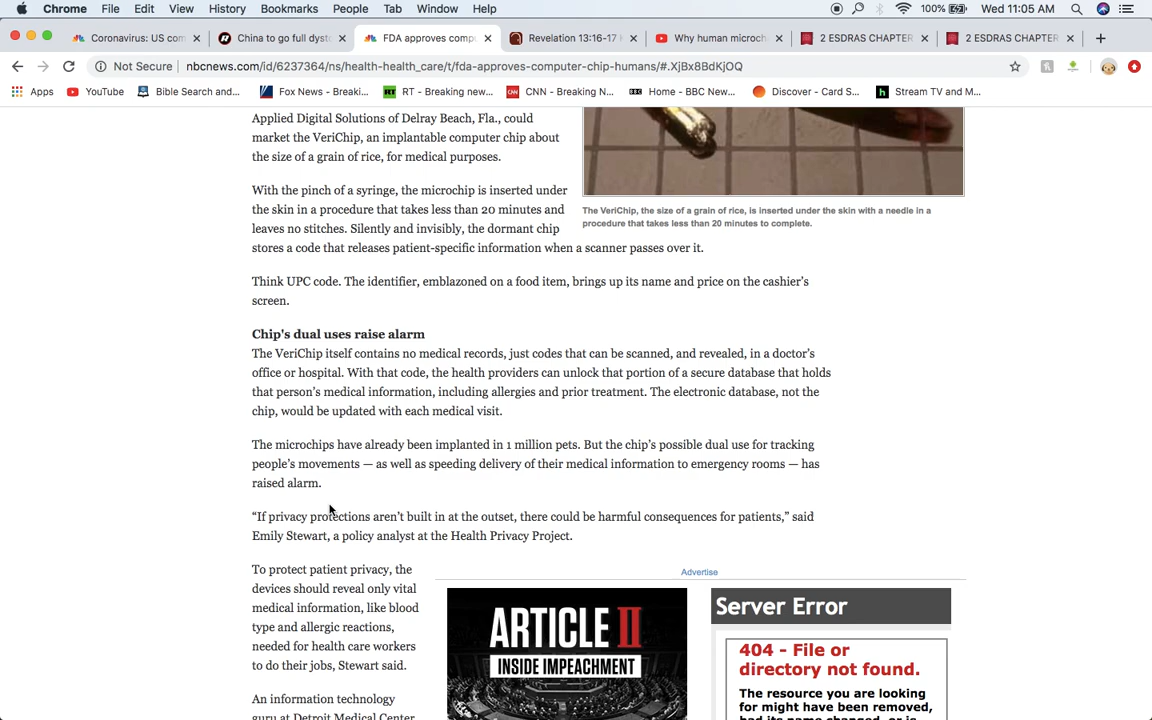 Chrome File Edit View History Bookmarks People Tab Window Help 100% Wed 11:05 AM
Coronavirus: US com China to go full dysto FDA approves comp Revelation 13:16-17 K Why human microch 2 ESDRAS CHAPTER 2 ESDRAS CHAPTER
Not Secure nbcnews.com/id/6237364/ns/health-health_care/t/fda-approves-computer-chip-humans/#.XjBx8BdKjOQ
Apps YouTube Bible Search and... Fox News - Breaki... RT - Breaking new... CNN - Breaking N... Home - BBC New... Discover - Card S... Stream TV and M...
Applied Digital Solutions of Delray Beach, Fla., could
market the VeriChip, an implantable computer chip about
the size of a grain of rice, for medical purposes.
With the pinch of a syringe, the microchip is inserted under
the skin in a procedure that takes less than 20 minutes and
leaves no stitches. Silently and invisibly, the dormant chip
stores a code that releases patient-specific information when a scanner passes over it.
The VeriChip, the size of a grain of rice, is inserted under the skin with a needle in a
procedure that takes less than 20 minutes to complete.
Think UPC code. The identifier, emblazoned on a food item, brings up its name and price on the cashier's
screen.
Chip's dual uses raise alarm
The VeriChip itself contains no medical records, just codes that can be scanned, and revealed, in a doctor's
office or hospital. With that code, the health providers can unlock that portion of a secure database that holds
that person's medical information, including allergies and prior treatment. The electronic database, not the
chip, would be updated with each medical visit.
The microchips have already been implanted in 1 million pets. But the chip's possible dual use for tracking
people's movements — as well as speeding delivery of their medical information to emergency rooms — has
raised alarm.
“If privacy protections aren't built in at the outset, there could be harmful consequences for patients,” said
Emily Stewart, a policy analyst at the Health Privacy Project.
To protect patient privacy, the
devices should reveal only vital
medical information, like blood
type and allergic reactions,
needed for health care workers
to do their jobs, Stewart said.
An information technology
guru at Detroit Medical Center
Advertise
ARTICLE II
INSIDE IMPEACHMENT
Server Error
404 - File or
directory not found.
The resource you are looking
for might have been removed,
had its name changed, or is